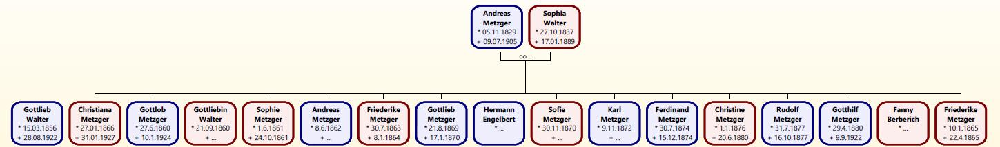 Andreas
Metzger
* 05.11.1829
+ 09.07.1905
Sophia
Walter
* 27.10.1837
+ 17.01.1889
oo ...
Gottlieb
Walter
* 15.03.1856
+ 28.08.1922
Christiana
Metzger
* 27.01.1866
+ 31.01.1927
Gottlob
Metzger
* 27.6.1860
+ 10.1.1924
Gottliebin
Walter
* 21.09.1860
+ ...
Sophie
Metzger
* 1.6.1861
+ 24.10.1861
Andreas
Metzger
* 8.6.1862
+ ...
Friederike
Metzger
* 30.7.1863
+ 8.1.1864
Gottlieb
Metzger
* 21.8.1869
+ 17.1.1870
Hermann
Engelbert
* ...
Sofie
Metzger
* 30.11.1870
+ ...
Karl
Metzger
* 9.11.1872
+ ...
Ferdinand
Metzger
* 30.7.1874
+ 15.12.1874
Christine
Metzger
* 1.1.1876
+ 20.6.1880
Rudolf
Metzger
* 31.7.1877
+ 16.10.1877
Gotthilf
Metzger
* 29.4.1880
+ 9.9.1922
Fanny
Berberich
* ...
Friederike
Metzger
* 10.1.1865
+ 22.4.1865